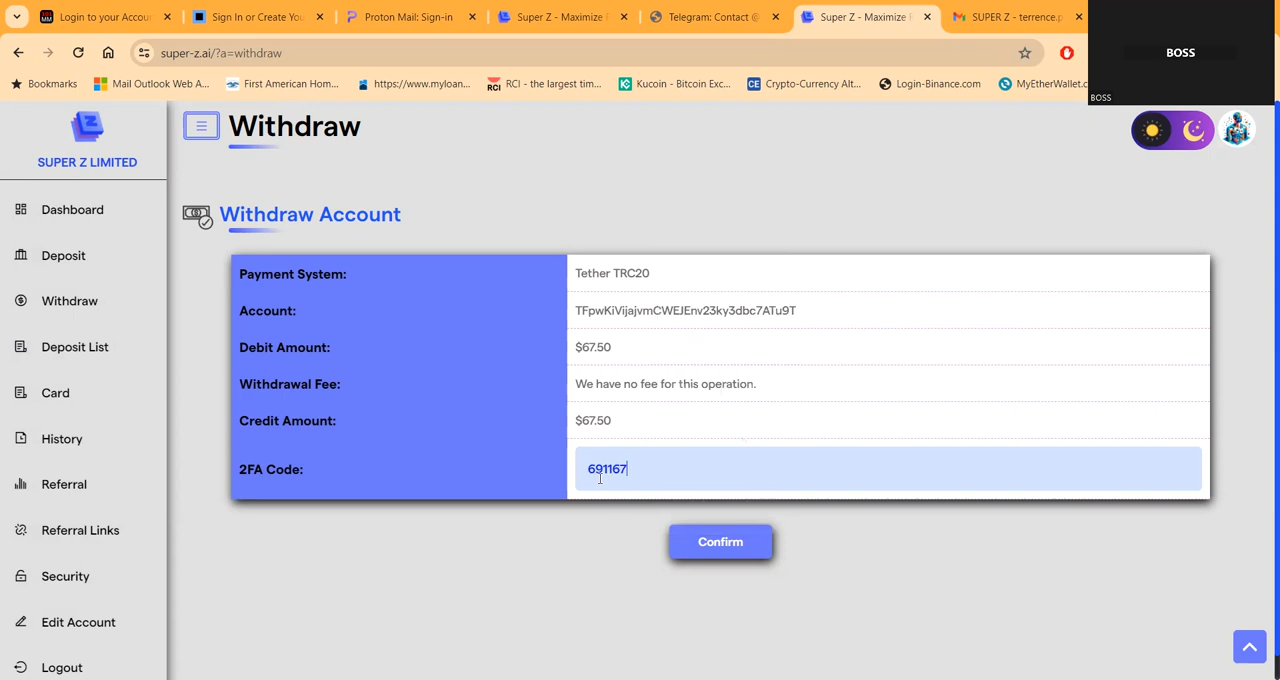 Login to your Accou
Sign In or Create You
Proton Mail: Sign-in
Super Z - Maximize
Telegram: Contact @
Super Z - Maximize
SUPER Z - terrence.p
super-z.ai/?a=withdraw
BOSS
BOSS
Bookmarks
Mail Outlook Web A...
First American Hom...
https://www.myloan...
RCI - the largest tim...
Kucoin - Bitcoin Exc...
Crypto-Currency Alt...
Login-Binance.com
MyEtherWallet.c
SUPER Z LIMITED
Withdraw
Dashboard
Deposit
Withdraw
Deposit List
Card
History
Referral
Referral Links
Security
Edit Account
Logout
Withdraw Account
Payment System: Tether TRC20
Account: TFpwKiVijajvmCWEJEnv23ky3dbc7ATu9T
Debit Amount: $67.50
Withdrawal Fee: We have no fee for this operation.
Credit Amount: $67.50
2FA Code: 691167
Confirm